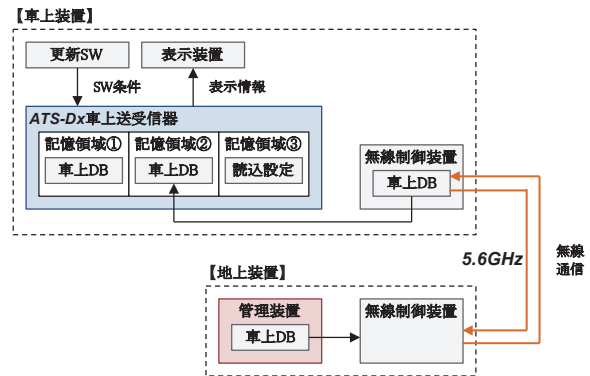 【車上装置】
更新SW
表示装置
SW条件
表示情報
ATS-Dx車上送受信器
記憶領域①
記憶領域②
記憶領域③
車上DB
車上DB
読込設定
無線制御装置
車上DB
5.6GHz
無線
通信
【地上装置】
管理装置
車上DB
無線制御装置